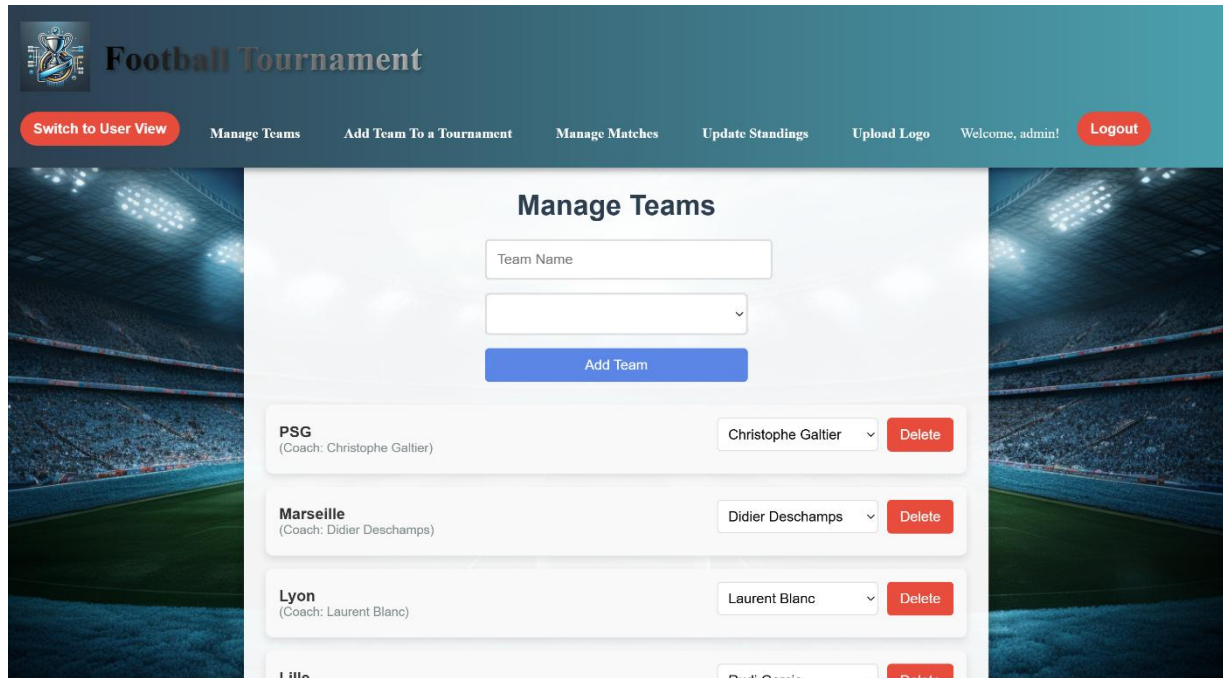 Football Tournament
Switch to User View Manage Teams Add Team To a Tournament Manage Matches Update Standings Upload Logo Welcome, admin! Logout
Manage Teams
Team Name
Add Team
PSG
(Coach: Christophe Galtier)
Christophe Galtier Delete
Marseille
(Coach: Didier Deschamps)
Didier Deschamps Delete
Lyon
(Coach: Laurent Blanc)
Laurent Blanc Delete
Lille Delete